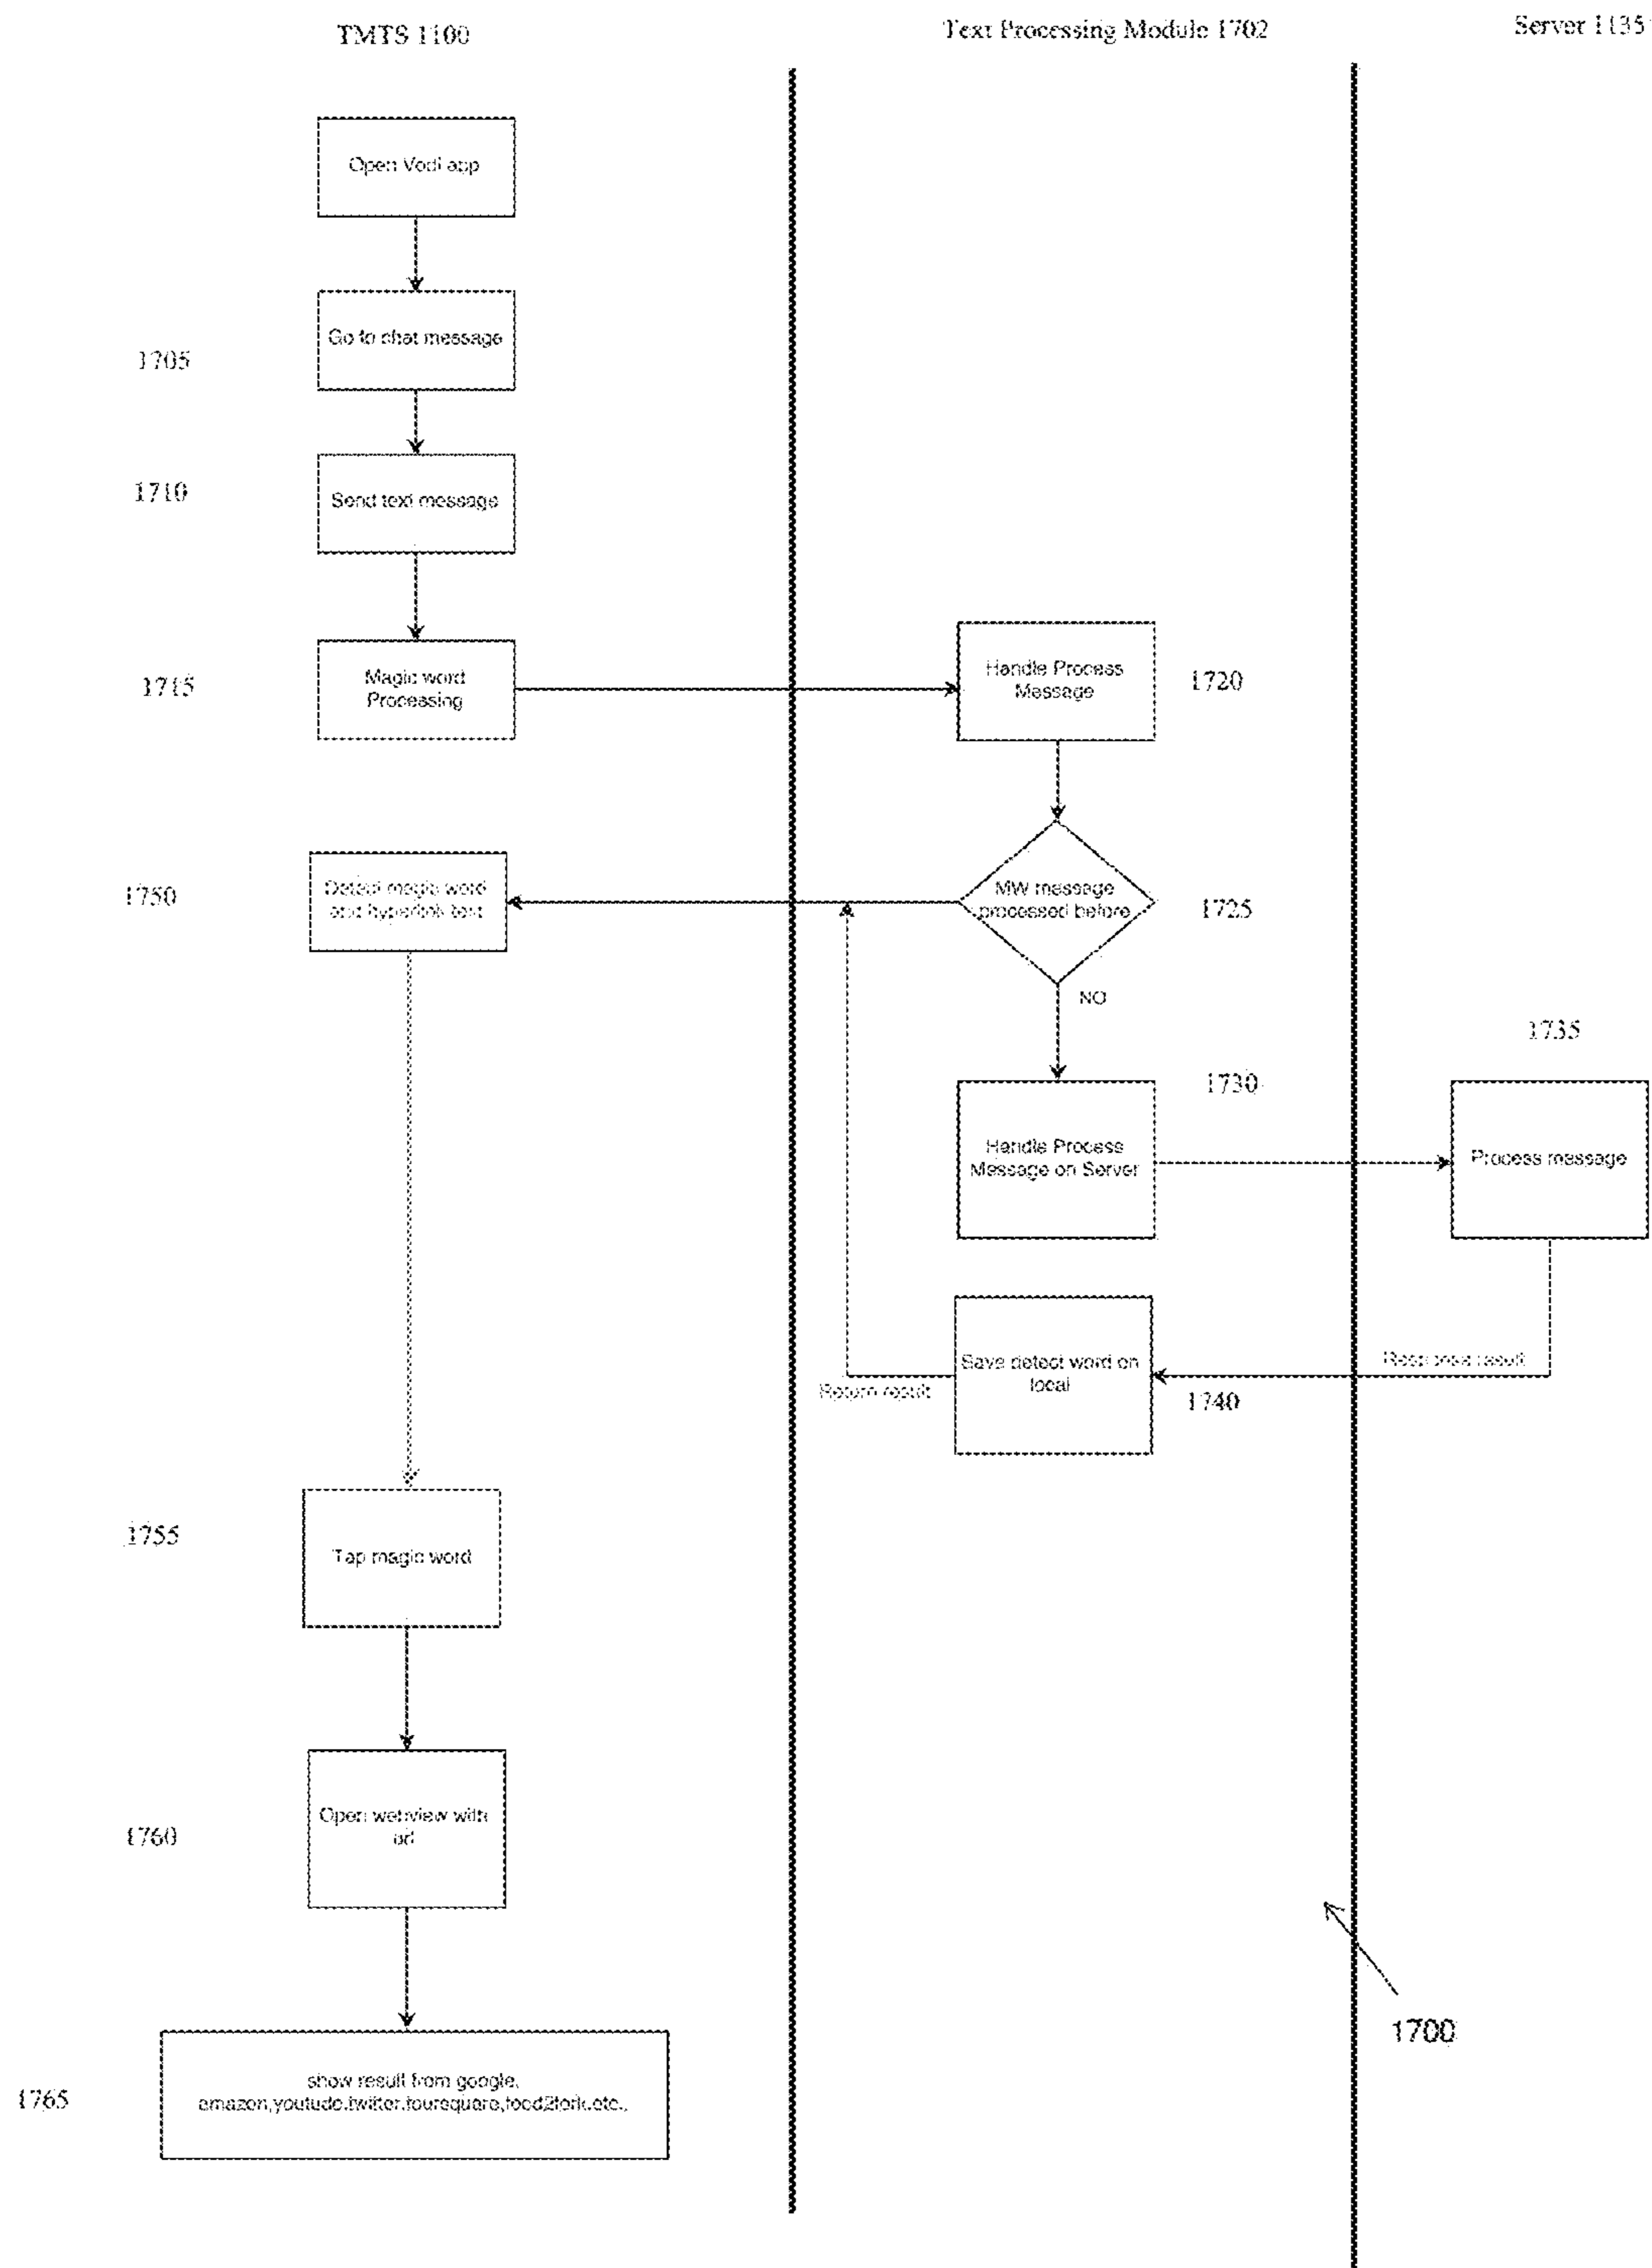 TMTS 1100
Text Processing Module 1702
Server 1135
Open Vodi app
Go to chat message
1705
1710
Send text message
1715
Magic word
Processing
Handle Process
Message
1720
1750
Detect magic word
and hyperlink text
MW message
processed before
1725
NO
1735
1730
Handle Process
Message on Server
Process message
Save detect word on
local
Response result
Return result
1740
1755
Tap magic word
Open webview with
url
1760
1700
show result from google,
amazon,youtude,twitter,foursquare,food2fork,etc.,
1765